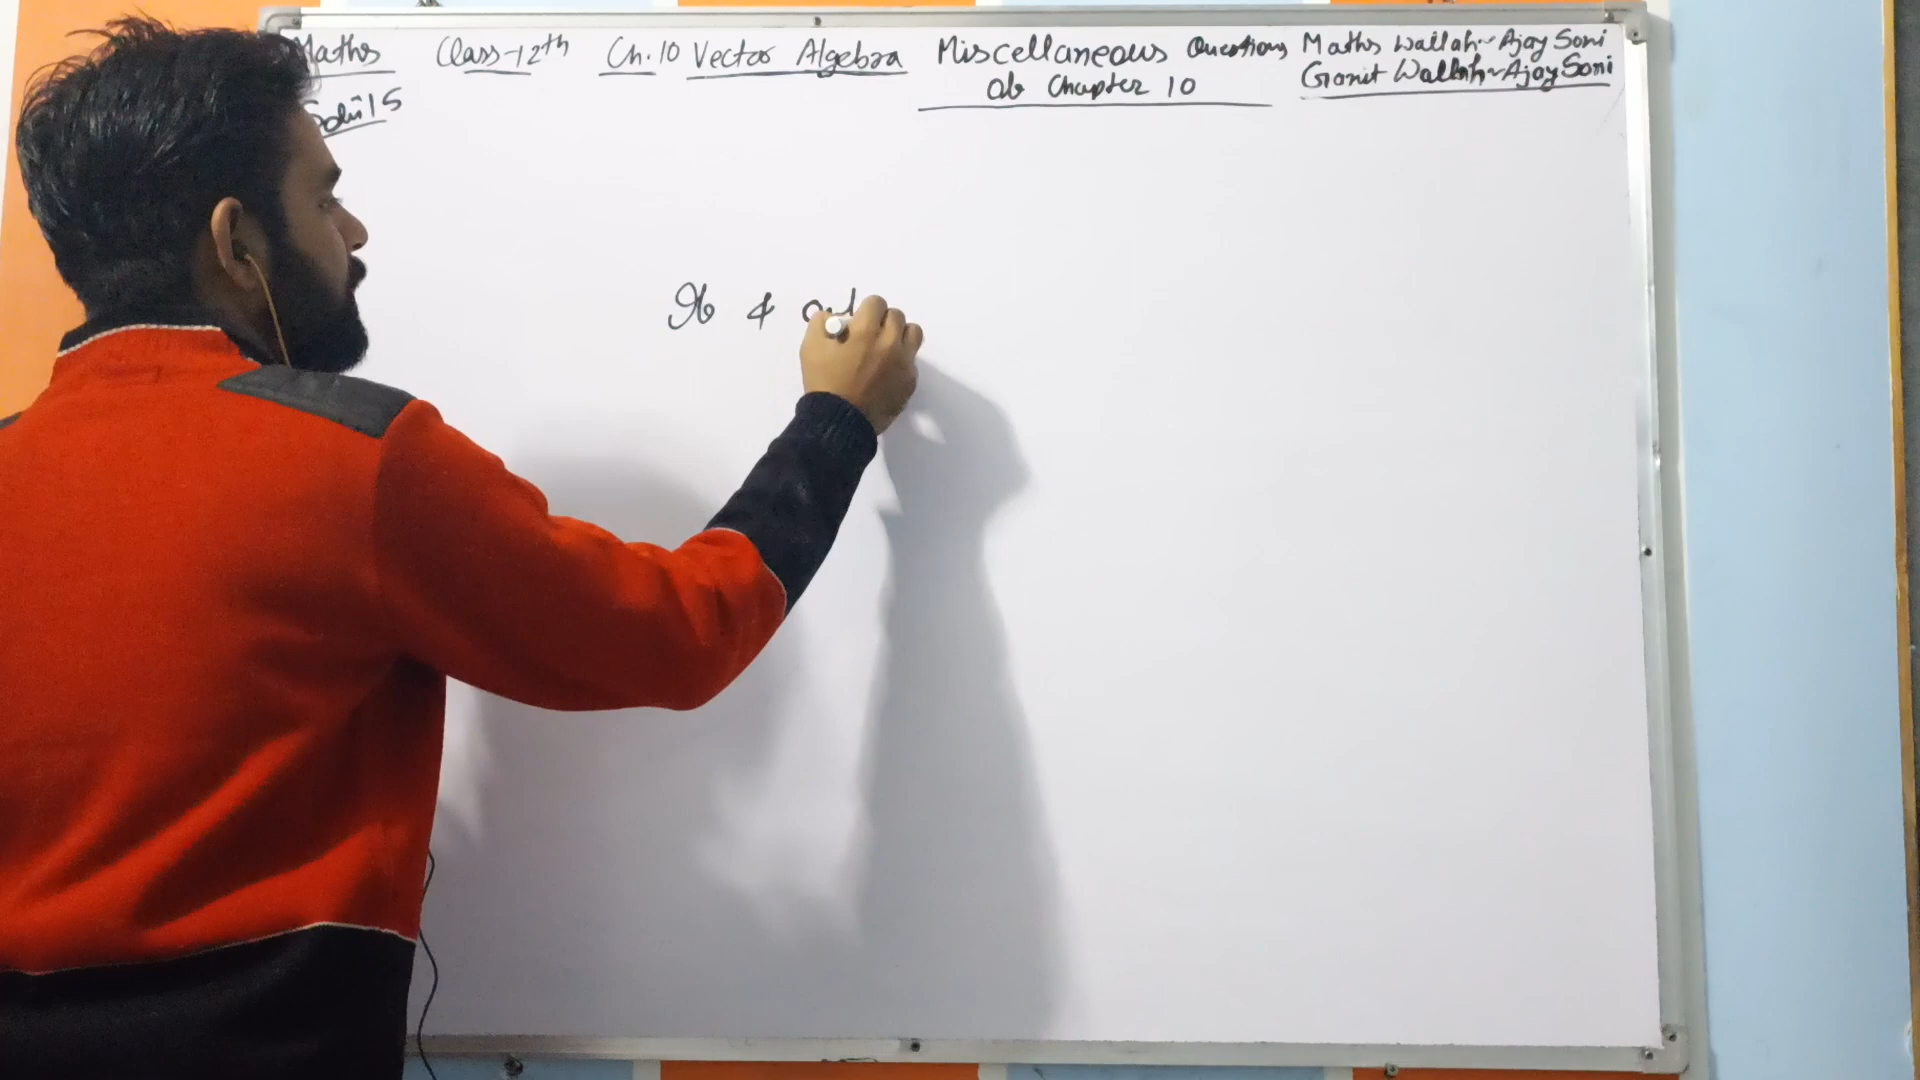 Maths Class-12th Ch.10 Vector Algebra Miscellaneous Questions Maths Wallah~Ajay Soni
of Chapter 10 Ganit Wallah~Ajay Soni
Soln 15
If &